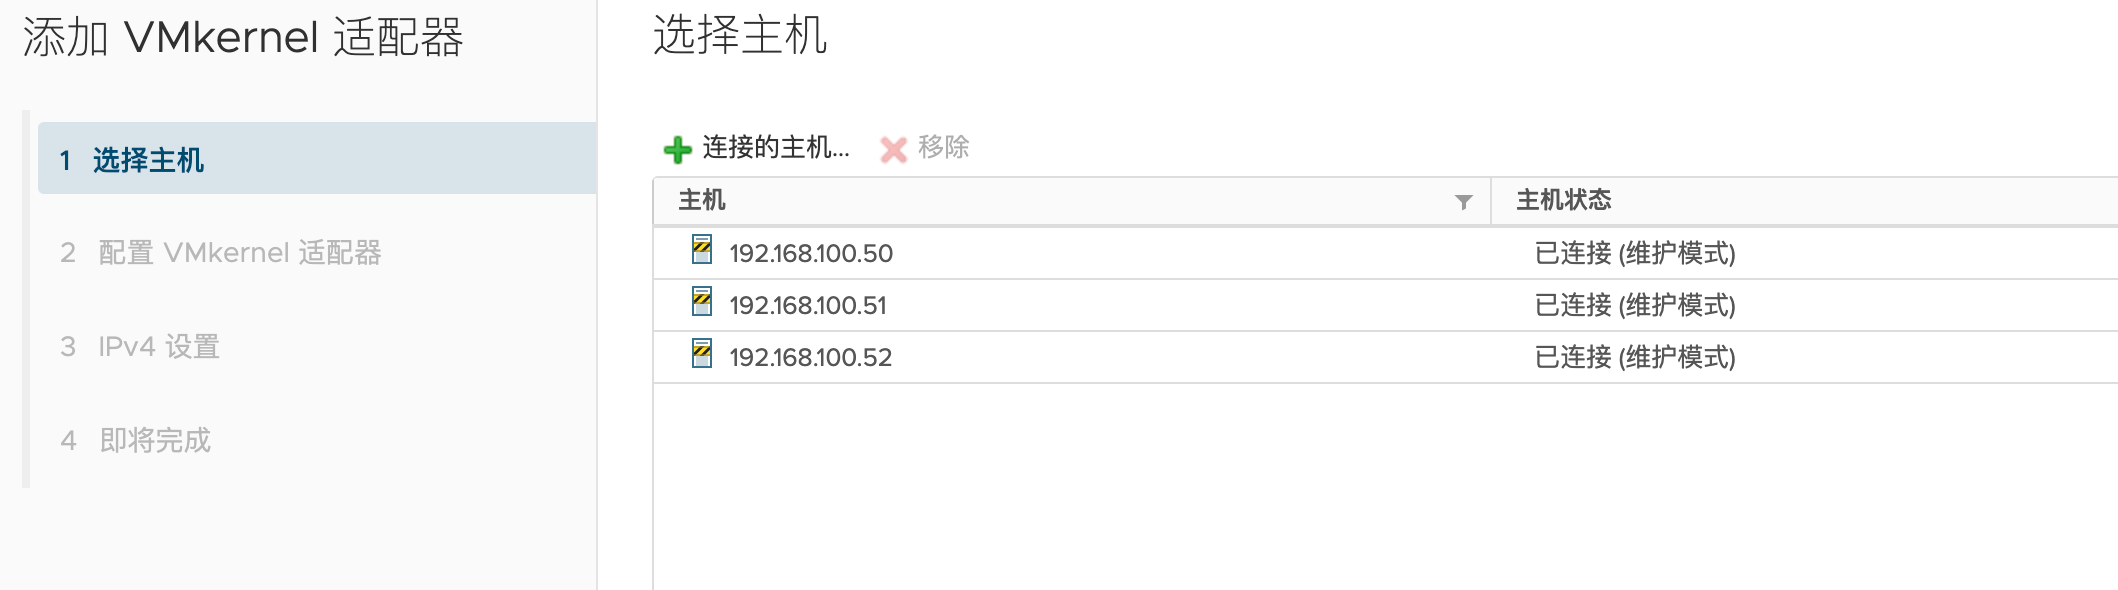 添加 VMkernel 适配器
1 选择主机
2 配置 VMkernel 适配器
3 IPv4 设置
4 即将完成
选择主机
连接的主机... 移除
主机 主机状态
192.168.100.50 已连接 (维护模式)
192.168.100.51 已连接 (维护模式)
192.168.100.52 已连接 (维护模式)